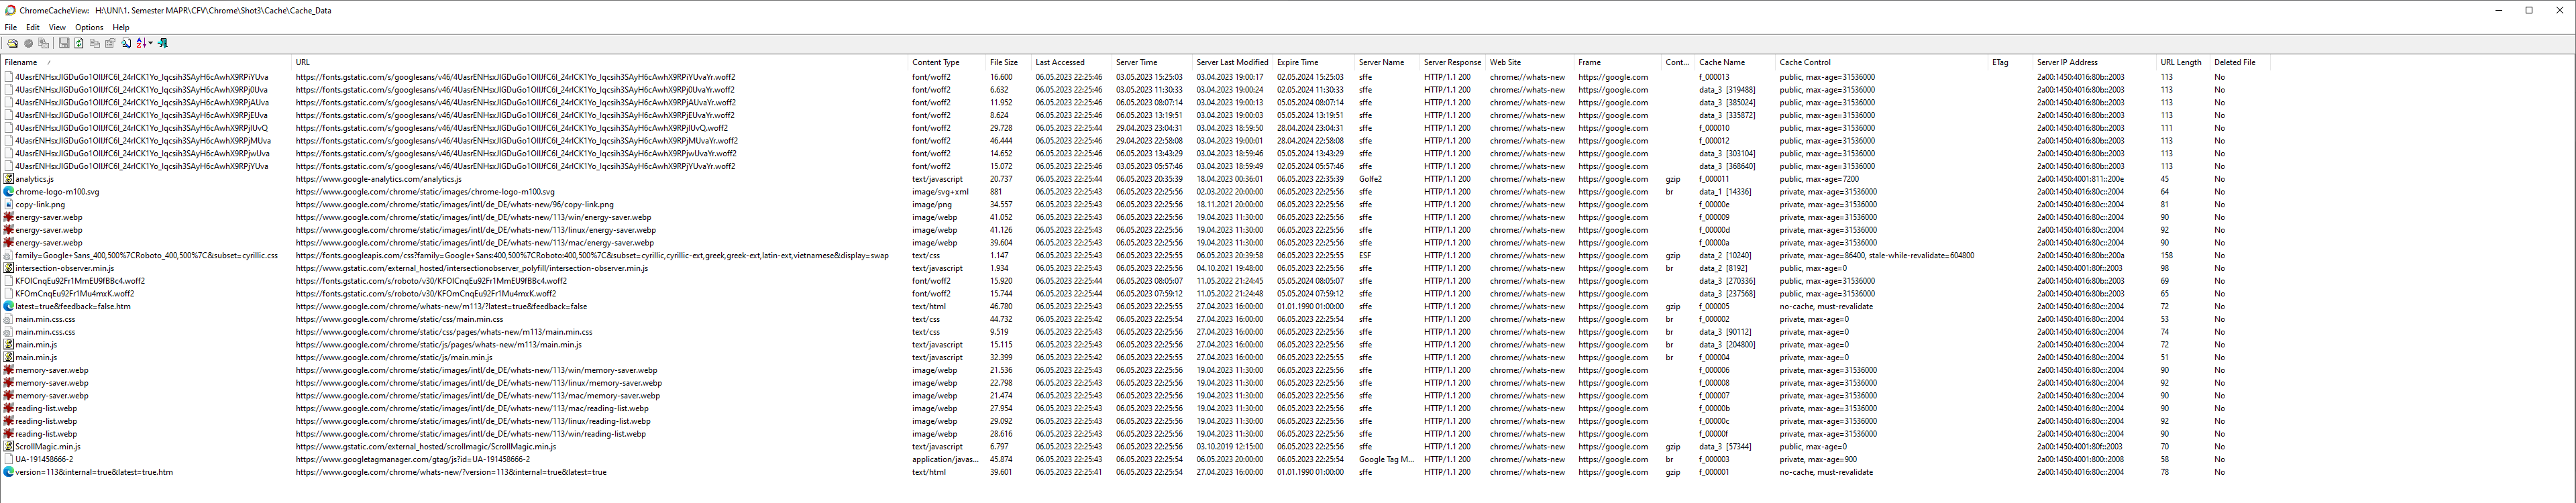 ChromeCacheView: H:\UNI\1. Semester MAPR\CFV\Chrome\Shot3\Cache\Cache_Data
File Edit View Options Help
Filename / URL Content Type File Size Last Accessed Server Time Server Last Modified Expire Time Server Name Server Response Web Site Frame Cont... Cache Name Cache Control ETag Server IP Address URL Length Deleted File
font/woff2 16.600 06.05.2023 22:25:46 03.05.2023 15:25:03 03.04.2023 19:00:17 02.05.2024 15:25:03 sffe HTTP/1.1 200 chrome://whats-new https://google.com f_000013 public, max-age=31536000 2a00:1450:4016:80b::2003 113 No
font/woff2 6.632 06.05.2023 22:25:46 03.05.2023 11:30:33 03.04.2023 19:00:24 02.05.2024 11:30:33 sffe HTTP/1.1 200 chrome://whats-new https://google.com data_3 [319488] public, max-age=31536000 2a00:1450:4016:80b::2003 113 No
font/woff2 11.952 06.05.2023 22:25:46 06.05.2023 08:07:14 03.04.2023 19:00:13 05.05.2024 08:07:14 sffe HTTP/1.1 200 chrome://whats-new https://google.com data_3 [385024] public, max-age=31536000 2a00:1450:4016:80b::2003 113 No
font/woff2 8.624 06.05.2023 22:25:46 06.05.2023 13:19:51 03.04.2023 19:00:03 05.05.2024 13:19:51 sffe HTTP/1.1 200 chrome://whats-new https://google.com data_3 [335872] public, max-age=31536000 2a00:1450:4016:80b::2003 113 No
font/woff2 29.728 06.05.2023 22:25:44 29.04.2023 23:04:31 03.04.2023 18:59:50 28.04.2024 23:04:31 sffe HTTP/1.1 200 chrome://whats-new https://google.com f_000010 public, max-age=31536000 2a00:1450:4016:80b::2003 111 No
font/woff2 46.444 06.05.2023 22:25:46 29.04.2023 22:58:08 03.04.2023 19:00:01 28.04.2024 22:58:08 sffe HTTP/1.1 200 chrome://whats-new https://google.com f_000012 public, max-age=31536000 2a00:1450:4016:80b::2003 113 No
font/woff2 14.652 06.05.2023 22:25:46 06.05.2023 13:43:29 03.04.2023 18:59:46 05.05.2024 13:43:29 sffe HTTP/1.1 200 chrome://whats-new https://google.com data_3 [303104] public, max-age=31536000 2a00:1450:4016:80b::2003 113 No
font/woff2 15.072 06.05.2023 22:25:46 03.05.2023 05:57:46 03.04.2023 18:59:49 02.05.2024 05:57:46 sffe HTTP/1.1 200 chrome://whats-new https://google.com data_3 [368640] public, max-age=31536000 2a00:1450:4016:80b::2003 113 No
analytics.js https://www.google-analytics.com/analytics.js text/javascript 20.737 06.05.2023 22:25:44 06.05.2023 20:35:39 18.04.2023 00:36:01 06.05.2023 22:35:39 Golfe2 HTTP/1.1 200 chrome://whats-new https://google.com gzip f_000011 public, max-age=7200 2a00:1450:4001:811::200e 45 No
chrome-logo-m100.svg https://www.google.com/chrome/static/images/chrome-logo-m100.svg image/svg+xml 881 06.05.2023 22:25:43 06.05.2023 22:25:56 02.03.2022 20:00:00 06.05.2023 22:25:56 sffe HTTP/1.1 200 chrome://whats-new https://google.com br data_1 [14336] private, max-age=31536000 2a00:1450:4016:80c::2004 64 No
copy-link.png https://www.google.com/chrome/static/images/intl/de_DE/whats-new/96/copy-link.png image/png 34.557 06.05.2023 22:25:43 06.05.2023 22:25:56 18.11.2021 20:00:00 06.05.2023 22:25:56 sffe HTTP/1.1 200 chrome://whats-new https://google.com f_00000e private, max-age=31536000 2a00:1450:4016:80c::2004 81 No
energy-saver.webp https://www.google.com/chrome/static/images/intl/de_DE/whats-new/113/win/energy-saver.webp image/webp 41.052 06.05.2023 22:25:43 06.05.2023 22:25:56 19.04.2023 11:30:00 06.05.2023 22:25:56 sffe HTTP/1.1 200 chrome://whats-new https://google.com f_000009 private, max-age=31536000 2a00:1450:4016:80c::2004 90 No
energy-saver.webp https://www.google.com/chrome/static/images/intl/de_DE/whats-new/113/linux/energy-saver.webp image/webp 41.126 06.05.2023 22:25:43 06.05.2023 22:25:56 19.04.2023 11:30:00 06.05.2023 22:25:56 sffe HTTP/1.1 200 chrome://whats-new https://google.com f_00000d private, max-age=31536000 2a00:1450:4016:80c::2004 92 No
energy-saver.webp https://www.google.com/chrome/static/images/intl/de_DE/whats-new/113/mac/energy-saver.webp image/webp 39.604 06.05.2023 22:25:43 06.05.2023 22:25:56 19.04.2023 11:30:00 06.05.2023 22:25:56 sffe HTTP/1.1 200 chrome://whats-new https://google.com f_00000a private, max-age=31536000 2a00:1450:4016:80c::2004 90 No
family=Google+Sans_400,500%7CRoboto_400,500%7C&subset=cyrillic.css https://fonts.googleapis.com/css?family=Google+Sans:400,500%7CRoboto:400,500%7C&subset=cyrillic,cyrillic-ext,greek,greek-ext,latin-ext,vietnamese&display=swap text/css 1.147 06.05.2023 22:25:43 06.05.2023 20:39:56 06.05.2023 20:39:56 06.05.2023 20:39:56 ESF HTTP/1.1 200 chrome://whats-new https://google.com gzip data_2 [10240] private, max-age=86400, stale-while-revalidate=604800 2a00:1450:4016:80b::200a 158 No
intersection-observer.min.js https://www.gstatic.com/external_hosted/intersectionobserver_polyfill/intersection-observer.min.js text/javascript 1.934 06.05.2023 22:25:43 06.05.2023 22:25:56 04.10.2021 19:48:00 06.05.2023 22:25:56 sffe HTTP/1.1 200 chrome://whats-new https://google.com br data_2 [8192] public, max-age=0 2a00:1450:4001:80f::2003 98 No
KFOlCnqEu92Fr1MmEU9fBBc4.woff2 https://fonts.gstatic.com/s/roboto/v30/KFOlCnqEu92Fr1MmEU9fBBc4.woff2 font/woff2 15.920 06.05.2023 22:25:44 06.05.2023 08:05:07 11.05.2022 21:24:45 05.05.2024 08:05:07 sffe HTTP/1.1 200 chrome://whats-new https://google.com data_3 [270336] public, max-age=31536000 2a00:1450:4016:80b::2003 69 No
KFOmCnqEu92Fr1Mu4mxK.woff2 https://fonts.gstatic.com/s/roboto/v30/KFOmCnqEu92Fr1Mu4mxK.woff2 font/woff2 15.744 06.05.2023 22:25:44 06.05.2023 07:59:12 11.05.2022 21:24:48 05.05.2024 07:59:12 sffe HTTP/1.1 200 chrome://whats-new https://google.com data_3 [237568] public, max-age=31536000 2a00:1450:4016:80b::2003 65 No
latest=true&feedback=false.htm https://www.google.com/chrome/whats-new/m113/?latest=true&feedback=false text/html 46.780 06.05.2023 22:25:55 06.05.2023 22:25:55 27.04.2023 16:00:00 01.01.1990 01:00:00 sffe HTTP/1.1 200 chrome://whats-new https://google.com gzip f_000005 no-cache, must-revalidate 2a00:1450:4016:80c::2004 72 No
main.min.css.css https://www.google.com/chrome/static/css/main.min.css text/css 44.732 06.05.2023 22:25:42 06.05.2023 22:25:54 27.04.2023 16:00:00 06.05.2023 22:25:54 sffe HTTP/1.1 200 chrome://whats-new https://google.com br f_000002 private, max-age=0 2a00:1450:4016:80c::2004 53 No
main.min.css.css https://www.google.com/chrome/static/css/pages/whats-new/m113/main.min.css text/css 9.519 06.05.2023 22:25:43 06.05.2023 22:25:56 27.04.2023 16:00:00 06.05.2023 22:25:56 sffe HTTP/1.1 200 chrome://whats-new https://google.com br data_3 [90112] private, max-age=0 2a00:1450:4016:80c::2004 74 No
main.min.js https://www.google.com/chrome/static/js/pages/whats-new/m113/main.min.js text/javascript 15.115 06.05.2023 22:25:43 06.05.2023 22:25:56 27.04.2023 16:00:00 06.05.2023 22:25:56 sffe HTTP/1.1 200 chrome://whats-new https://google.com br data_3 [204800] private, max-age=0 2a00:1450:4016:80c::2004 72 No
main.min.js https://www.google.com/chrome/static/js/main.min.js text/javascript 32.399 06.05.2023 22:25:42 06.05.2023 22:25:55 27.04.2023 16:00:00 06.05.2023 22:25:55 sffe HTTP/1.1 200 chrome://whats-new https://google.com br f_000004 private, max-age=0 2a00:1450:4016:80c::2004 51 No
memory-saver.webp https://www.google.com/chrome/static/images/intl/de_DE/whats-new/113/win/memory-saver.webp image/webp 21.536 06.05.2023 22:25:43 06.05.2023 22:25:56 19.04.2023 11:30:00 06.05.2023 22:25:56 sffe HTTP/1.1 200 chrome://whats-new https://google.com f_000006 private, max-age=31536000 2a00:1450:4016:80c::2004 90 No
memory-saver.webp https://www.google.com/chrome/static/images/intl/de_DE/whats-new/113/linux/memory-saver.webp image/webp 22.798 06.05.2023 22:25:43 06.05.2023 22:25:56 19.04.2023 11:30:00 06.05.2023 22:25:56 sffe HTTP/1.1 200 chrome://whats-new https://google.com f_000008 private, max-age=31536000 2a00:1450:4016:80c::2004 92 No
memory-saver.webp https://www.google.com/chrome/static/images/intl/de_DE/whats-new/113/mac/memory-saver.webp image/webp 21.474 06.05.2023 22:25:43 06.05.2023 22:25:56 19.04.2023 11:30:00 06.05.2023 22:25:56 sffe HTTP/1.1 200 chrome://whats-new https://google.com f_000007 private, max-age=31536000 2a00:1450:4016:80c::2004 90 No
reading-list.webp https://www.google.com/chrome/static/images/intl/de_DE/whats-new/113/mac/reading-list.webp image/webp 27.954 06.05.2023 22:25:43 06.05.2023 22:25:56 19.04.2023 11:30:00 06.05.2023 22:25:56 sffe HTTP/1.1 200 chrome://whats-new https://google.com f_00000b private, max-age=31536000 2a00:1450:4016:80c::2004 90 No
reading-list.webp https://www.google.com/chrome/static/images/intl/de_DE/whats-new/113/linux/reading-list.webp image/webp 29.092 06.05.2023 22:25:43 06.05.2023 22:25:56 19.04.2023 11:30:00 06.05.2023 22:25:56 sffe HTTP/1.1 200 chrome://whats-new https://google.com f_00000c private, max-age=31536000 2a00:1450:4016:80c::2004 92 No
reading-list.webp https://www.google.com/chrome/static/images/intl/de_DE/whats-new/113/win/reading-list.webp image/webp 28.616 06.05.2023 22:25:43 06.05.2023 22:25:56 19.04.2023 11:30:00 06.05.2023 22:25:56 sffe HTTP/1.1 200 chrome://whats-new https://google.com f_00000f private, max-age=31536000 2a00:1450:4016:80c::2004 90 No
ScrollMagic.min.js https://www.gstatic.com/external_hosted/scrollmagic/ScrollMagic.min.js text/javascript 6.797 06.05.2023 22:25:43 06.05.2023 22:25:56 03.10.2019 12:15:00 06.05.2023 22:25:56 sffe HTTP/1.1 200 chrome://whats-new https://google.com gzip data_3 [57344] public, max-age=0 2a00:1450:4001:80f::2003 70 No
UA-191458666-2 https://www.googletagmanager.com/gtag/js?id=UA-191458666-2 application/javas... 45.874 06.05.2023 22:25:42 06.05.2023 22:25:54 06.05.2023 20:00:00 06.05.2023 22:25:54 Google Tag M... HTTP/1.1 200 chrome://whats-new https://google.com br f_000003 private, max-age=900 2a00:1450:4001:800::2008 58 No
version=113&internal=true&latest=true.htm https://www.google.com/chrome/whats-new/?version=113&internal=true&latest=true text/html 39.601 06.05.2023 22:25:41 06.05.2023 22:25:54 27.04.2023 16:00:00 01.01.1990 01:00:00 sffe HTTP/1.1 200 chrome://whats-new https://google.com gzip f_000001 no-cache, must-revalidate 2a00:1450:4016:80c::2004 78 No